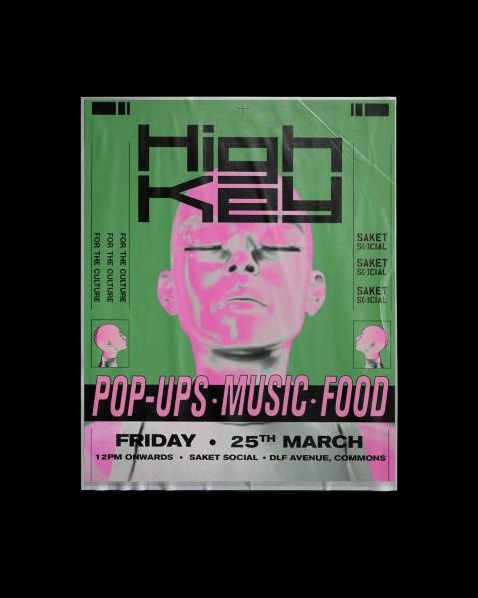 High
Key
FOR THE CULTURE
FOR THE CULTURE
FOR THE CULTURE
SAKET
SOCIAL
SAKET
SOCIAL
SAKET
SOCIAL
POP-UPS · MUSIC · FOOD
FRIDAY • 25TH MARCH
12PM ONWARDS • SAKET SOCIAL • DLF AVENUE, COMMONS